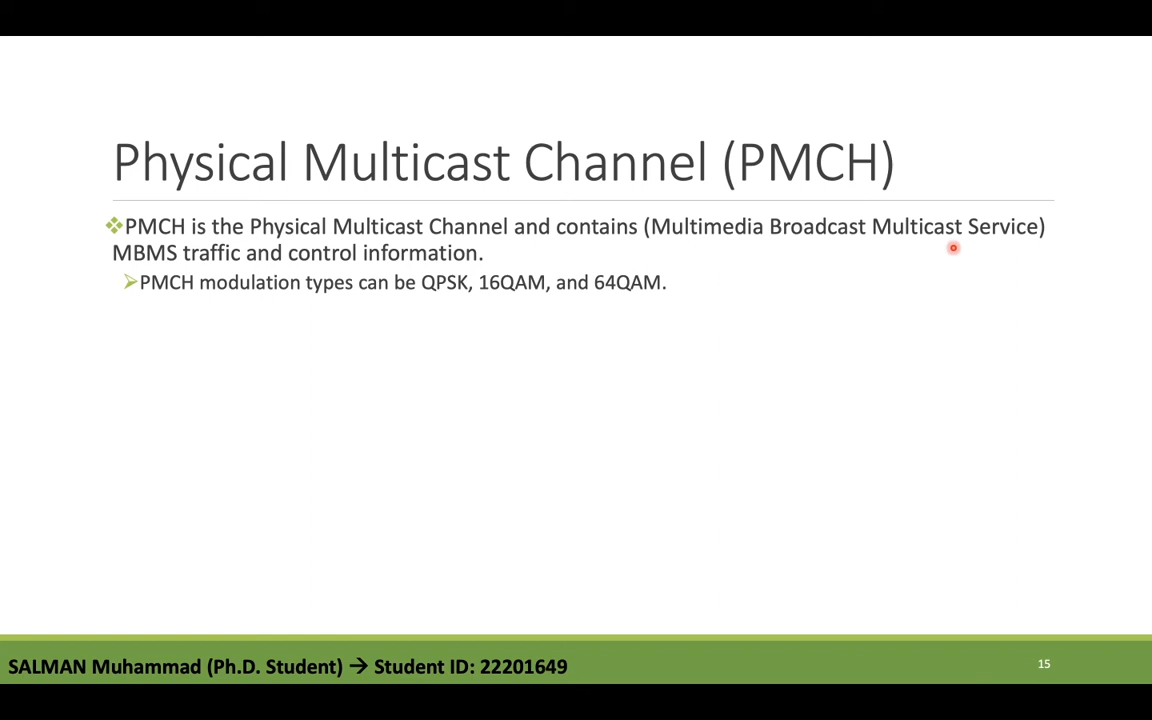 Physical Multicast Channel (PMCH)
❖PMCH is the Physical Multicast Channel and contains (Multimedia Broadcast Multicast Service)
MBMS traffic and control information.
➢PMCH modulation types can be QPSK, 16QAM, and 64QAM.
SALMAN Muhammad (Ph.D. Student) → Student ID: 22201649
15